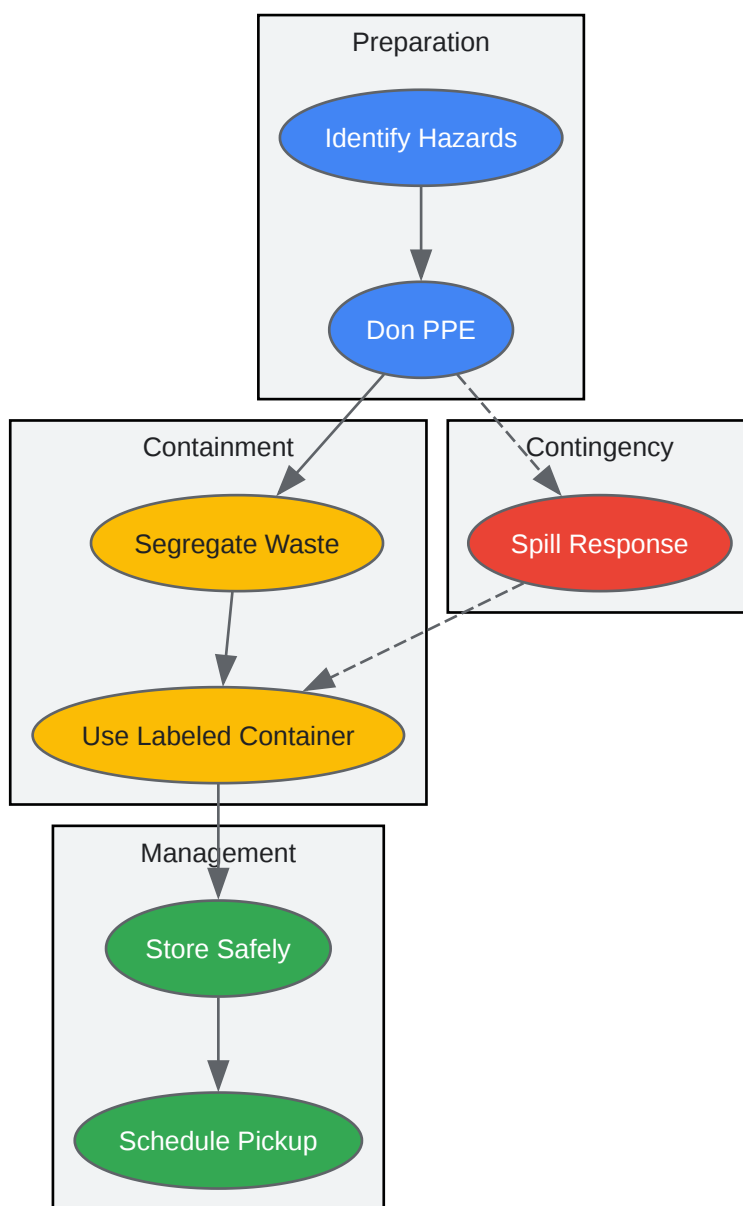 Preparation
Identify Hazards
Don PPE
Containment
Contingency
Segregate Waste
Spill Response
Use Labeled Container
Management
Store Safely
Schedule Pickup